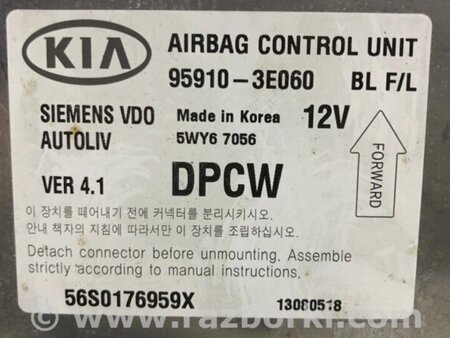 KIA
AIRBAG CONTROL UNIT
95910-3E060 BL F/L
SIEMENS VDO Made in Korea 12V
AUTOLIV 5WY6 7056
VER 4.1 DPCW
FORWARD
이 장치를 떼어내기 전에 커넥터를 분리시키시오.
안내 책자의 지침에 따라서만 이 장치를 조립하십시오.
Detach connector before unmounting. Assemble
strictly according to manual instructions.
56S0176959X 13080518
www.razborki.com